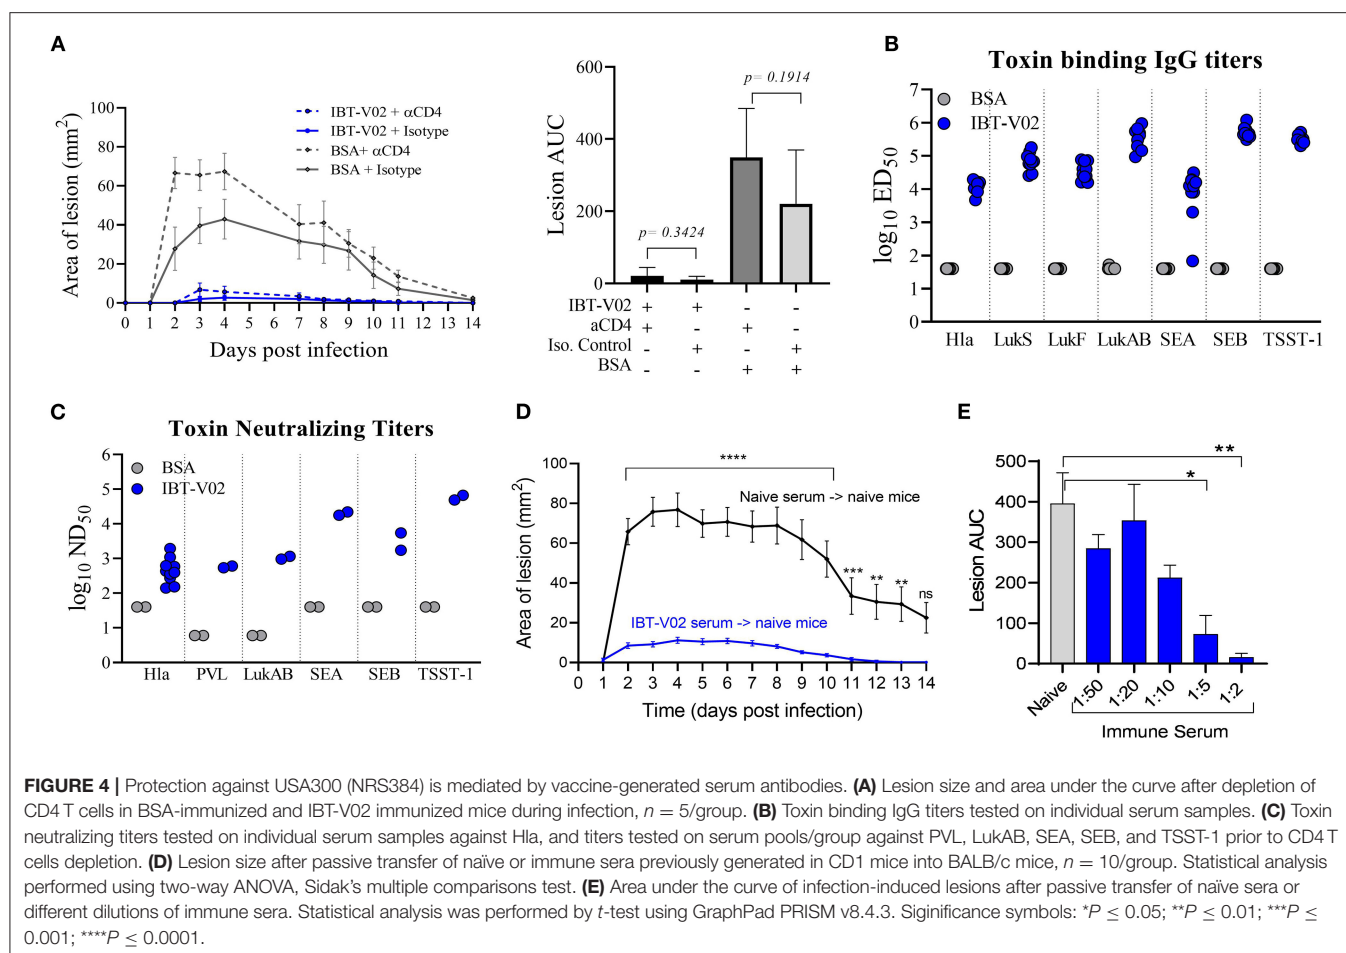 A
Area of lesion (mm²)
100
80
60
40
20
0
0 1 2 3 4 7 8 9 10 11 14
Days post infection
IBT-V02 + αCD4
IBT-V02 + Isotype
BSA+ αCD4
BSA + Isotype
Lesion AUC
600
400
200
0
p= 0.3424
p= 0.1914
IBT-V02 + + - -
aCD4 + - + -
Iso. Control - + - +
BSA - - + +
B
Toxin binding IgG titers
BSA
IBT-V02
log10 ED50
7
6
5
4
3
2
1
0
Hla LukS LukF LukAB SEA SEB TSST-1
C
Toxin Neutralizing Titers
BSA
IBT-V02
log10 ND50
6
5
4
3
2
1
0
Hla PVL LukAB SEA SEB TSST-1
D
Area of lesion (mm²)
100
80
60
40
20
0
****
Naive serum -> naive mice
*** ** ** ns
IBT-V02 serum -> naive mice
0 1 2 3 4 5 6 7 8 9 10 11 12 13 14
Time (days post infection)
E
Lesion AUC
500
400
300
200
100
0
**
*
Naive 1:50 1:20 1:10 1:5 1:2
Immune Serum
FIGURE 4 | Protection against USA300 (NRS384) is mediated by vaccine-generated serum antibodies. (A) Lesion size and area under the curve after depletion of
CD4 T cells in BSA-immunized and IBT-V02 immunized mice during infection, n = 5/group. (B) Toxin binding IgG titers tested on individual serum samples. (C) Toxin
neutralizing titers tested on individual serum samples against Hla, and titers tested on serum pools/group against PVL, LukAB, SEA, SEB, and TSST-1 prior to CD4 T
cells depletion. (D) Lesion size after passive transfer of naïve or immune sera previously generated in CD1 mice into BALB/c mice, n = 10/group. Statistical analysis
performed using two-way ANOVA, Sidak's multiple comparisons test. (E) Area under the curve of infection-induced lesions after passive transfer of naïve sera or
different dilutions of immune sera. Statistical analysis was performed by t-test using GraphPad PRISM v8.4.3. Siginificance symbols: *P ≤ 0.05; **P ≤ 0.01; ***P ≤
0.001; ****P ≤ 0.0001.